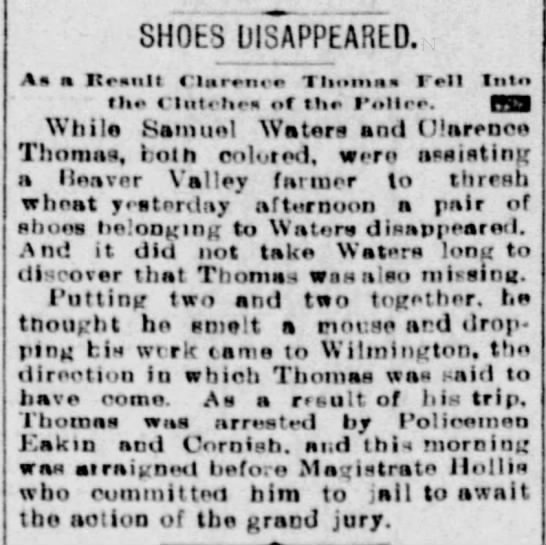 SHOES DISAPPEARED.
As a Result Clarence Thomas Fell Into
the Clutches of the Police.
While Samuel Waters and Clarence
Thomas, both colored, were assisting
a Beaver Valley farmer to thresh
wheat yesterday afternoon a pair of
shoes belonging to Waters disappeared.
And it did not take Waters long to
discover that Thomas was also missing.
Putting two and two together, he
thought he smelt a mouse and drop-
ping his work came to Wilmington, the
direction in which Thomas was said to
have come. As a result of his trip,
Thomas was arrested by Policemen
Eakin and Cornish, and this morning
was arraigned before Magistrate Hollis
who committed him to jail to await
the action of the grand jury.